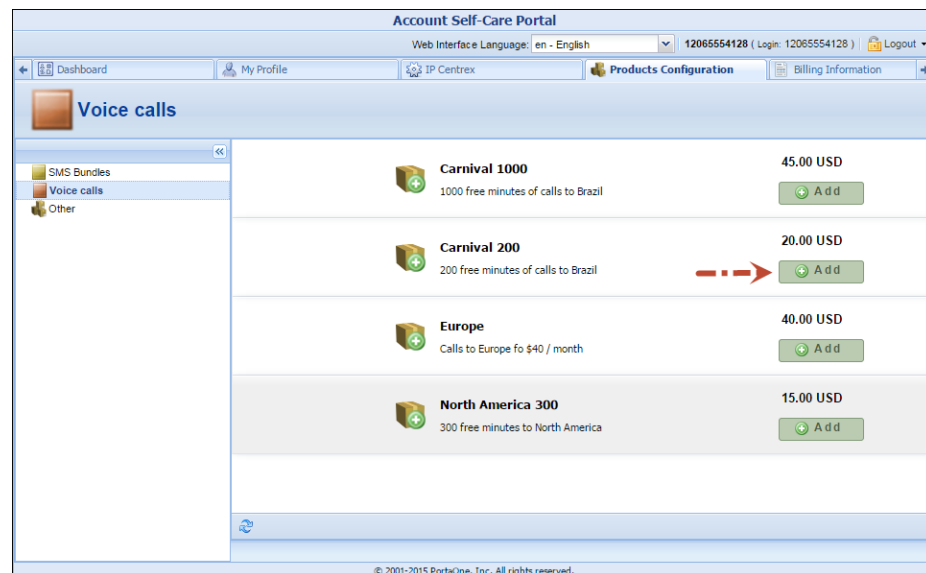 Account Self-Care Portal
Web Interface Language: en - English 12065554128 ( Login: 12065554128 ) Logout
Dashboard My Profile IP Centrex Products Configuration Billing Information
Voice calls
SMS Bundles
Voice calls
Other
Carnival 1000
1000 free minutes of calls to Brazil
45.00 USD
Add
Carnival 200
200 free minutes of calls to Brazil
20.00 USD
Add
Europe
Calls to Europe fo $40 / month
40.00 USD
Add
North America 300
300 free minutes to North America
15.00 USD
Add
© 2001-2015 PortaOne, Inc. All rights reserved.